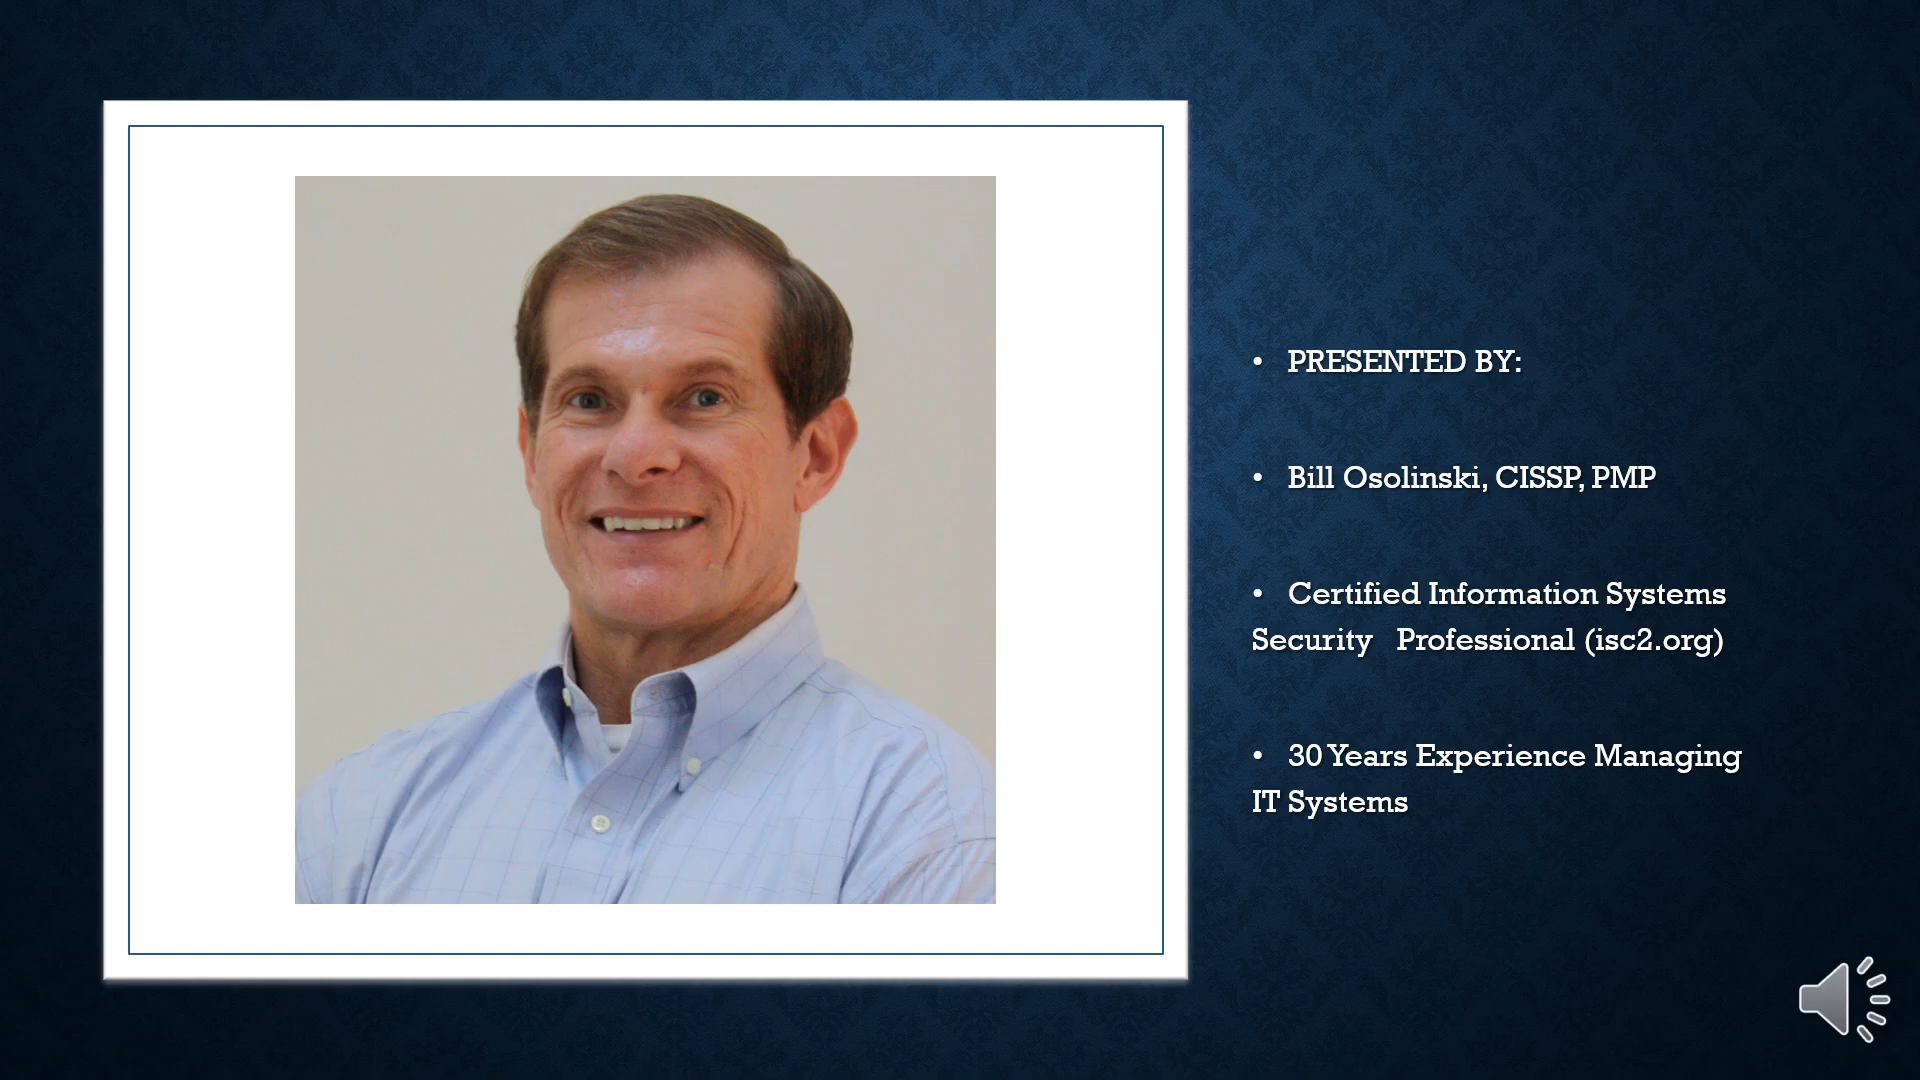 • PRESENTED BY:
• Bill Osolinski, CISSP, PMP
• Certified Information Systems
Security Professional (isc2.org)
• 30 Years Experience Managing
IT Systems